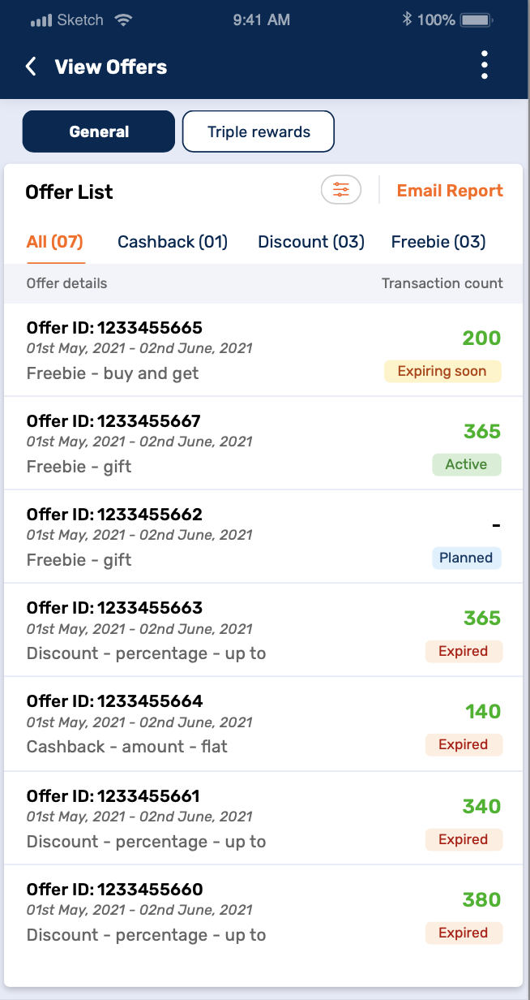 Sketch 9:41 AM 100%
View Offers
General Triple rewards
Offer List Email Report
All (07) Cashback (01) Discount (03) Freebie (03)
Offer details Transaction count
Offer ID: 1233455665
200
01st May, 2021 - 02nd June, 2021
Freebie - buy and get Expiring soon
Offer ID: 1233455667
365
01st May, 2021 - 02nd June, 2021
Freebie - gift Active
Offer ID: 1233455662
-
01st May, 2021 - 02nd June, 2021
Freebie - gift Planned
Offer ID: 1233455663
365
01st May, 2021 - 02nd June, 2021
Discount - percentage - up to Expired
Offer ID: 1233455664
140
01st May, 2021 - 02nd June, 2021
Cashback - amount - flat Expired
Offer ID: 1233455661
340
01st May, 2021 - 02nd June, 2021
Discount - percentage - up to Expired
Offer ID: 1233455660
380
01st May, 2021 - 02nd June, 2021
Discount - percentage - up to Expired